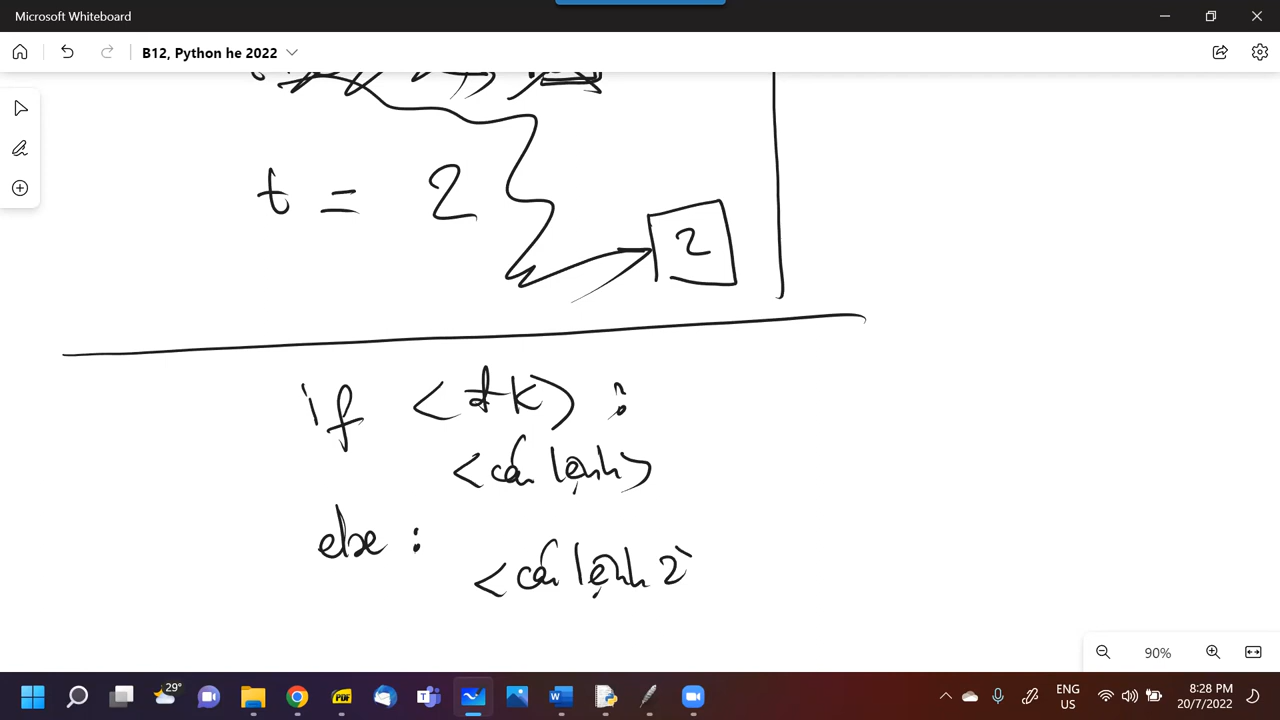 Microsoft Whiteboard
B12, Python he 2022
t = 2
2
if <đk> :
<câu lệnh>
else :
<câu lệnh 2
90%
29°
ENG
US
8:28 PM
20/7/2022